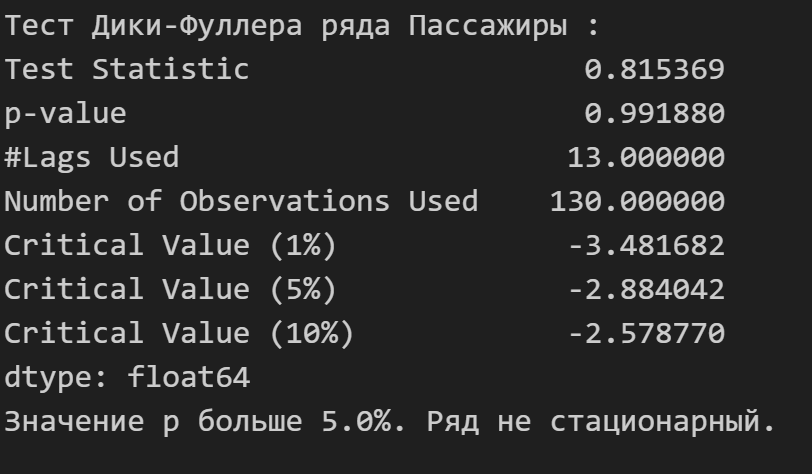 Тест Дики-Фуллера ряда Пассажиры :
Test Statistic 0.815369
p-value 0.991880
#Lags Used 13.000000
Number of Observations Used 130.000000
Critical Value (1%) -3.481682
Critical Value (5%) -2.884042
Critical Value (10%) -2.578770
dtype: float64
Значение p больше 5.0%. Ряд не стационарный.